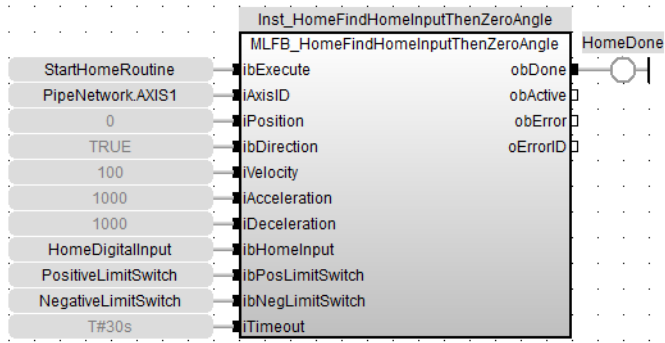 Inst_HomeFindHomeInputThenZeroAngle
MLFB_HomeFindHomeInputThenZeroAngle HomeDone
StartHomeRoutine ibExecute obDone
PipeNetwork.AXIS1 iAxisID obActive
0 iPosition obError
TRUE ibDirection oErrorID
100 iVelocity
1000 iAcceleration
1000 iDeceleration
HomeDigitalInput ibHomeInput
PositiveLimitSwitch ibPosLimitSwitch
NegativeLimitSwitch ibNegLimitSwitch
T#30s iTimeout